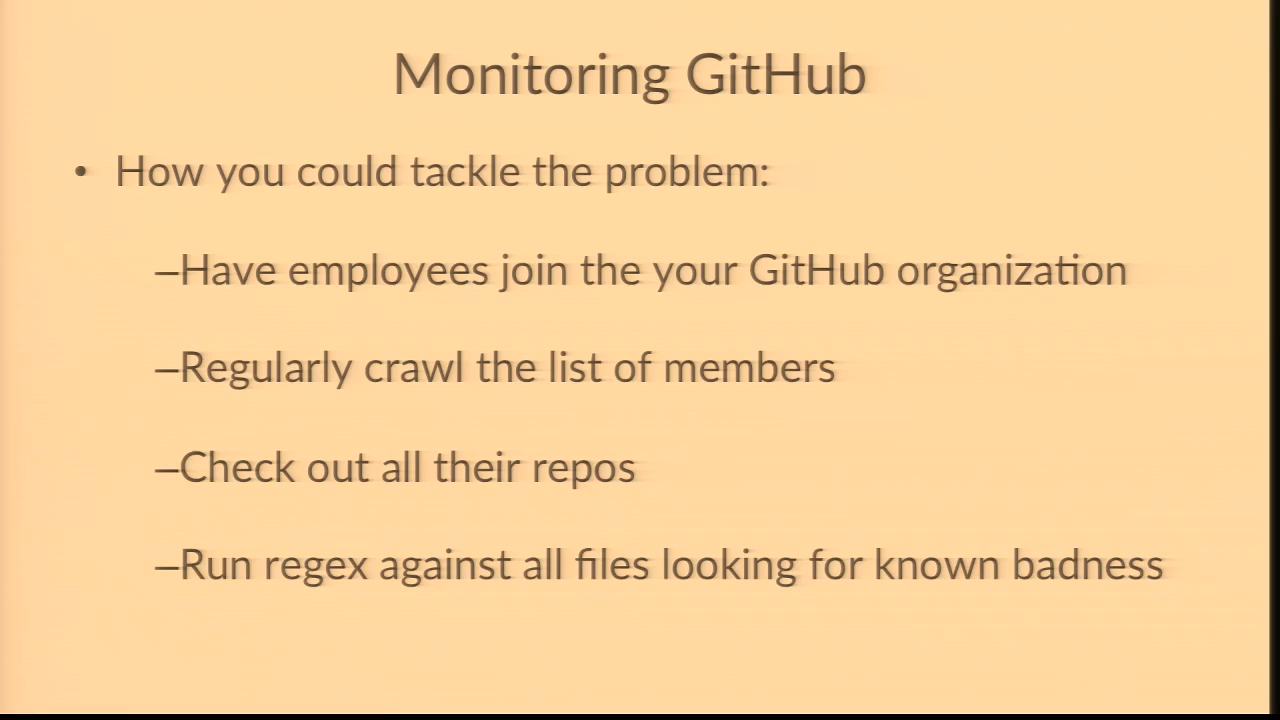 Monitoring GitHub
• How you could tackle the problem:
–Have employees join the your GitHub organization
–Regularly crawl the list of members
–Check out all their repos
–Run regex against all files looking for known badness